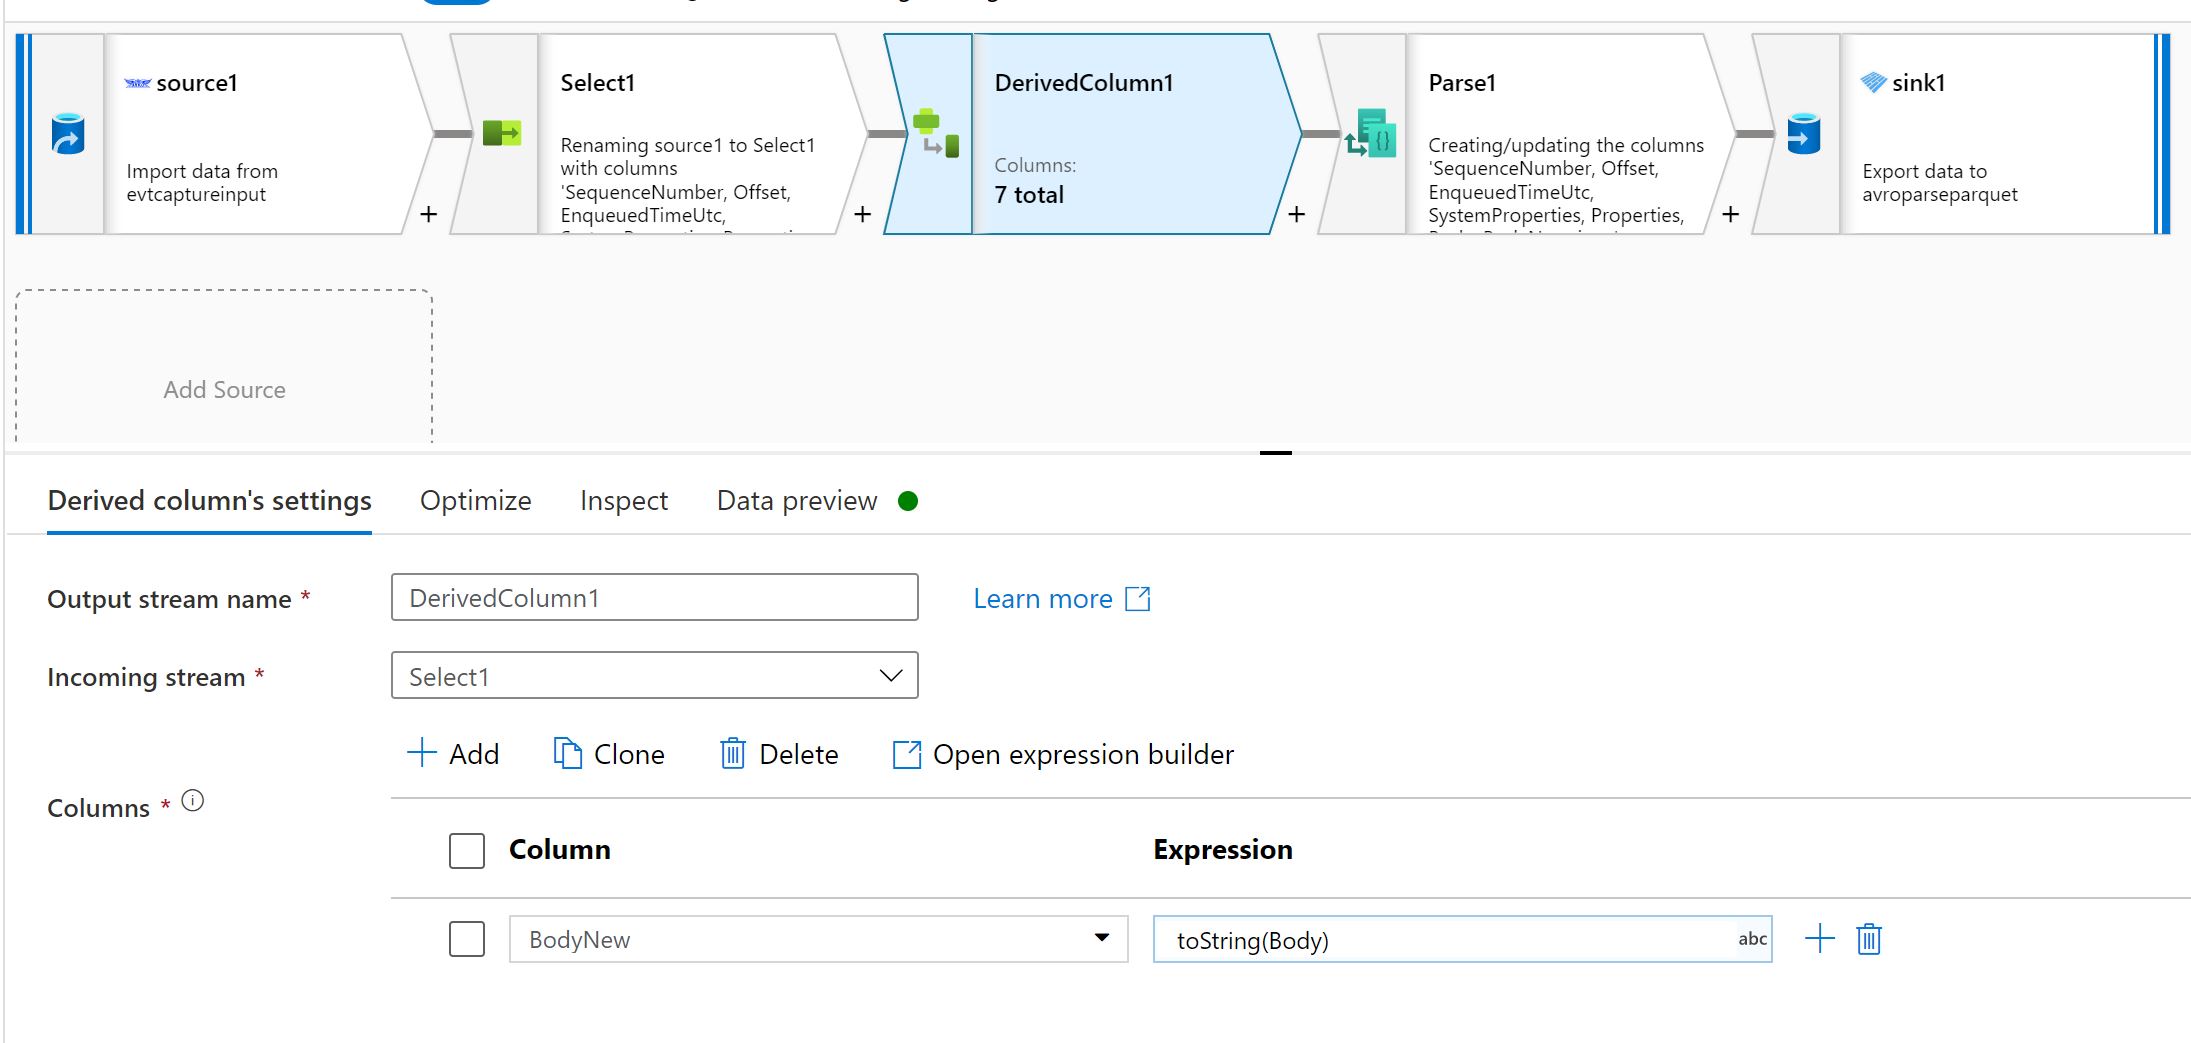 source1
Import data from
evtcaptureinput
+
Select1
Renaming source1 to Select1
with columns
'SequenceNumber, Offset,
EnqueuedTimeUtc,
+
DerivedColumn1
Columns:
7 total
+
Parse1
Creating/updating the columns
'SequenceNumber, Offset,
EnqueuedTimeUtc,
SystemProperties, Properties,
+
sink1
Export data to
avroparseparquet
Add Source
Derived column's settings Optimize Inspect Data preview
Output stream name * DerivedColumn1 Learn more
Incoming stream * Select1
Add Clone Delete Open expression builder
Columns *
Column Expression
BodyNew toString(Body) abc